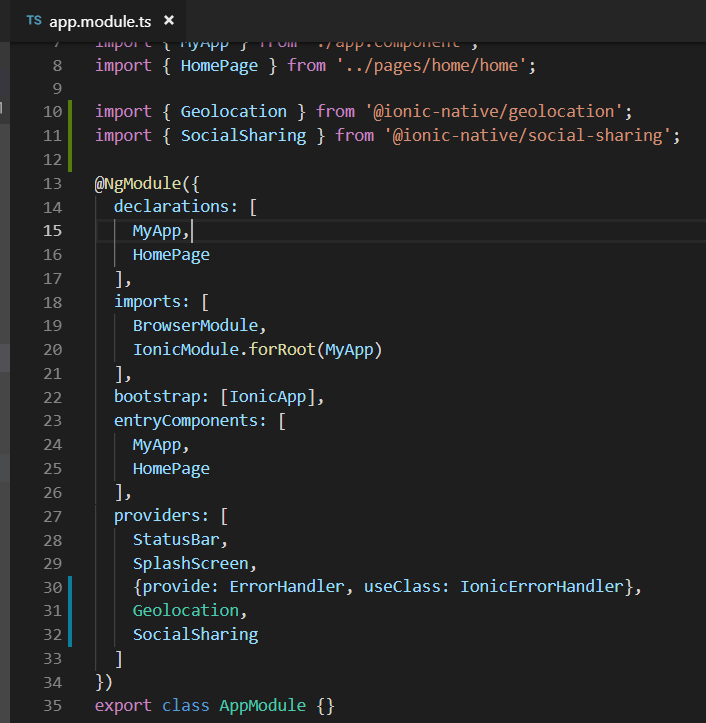 TS app.module.ts ×
7 import { MyApp } from './app.component';
8 import { HomePage } from '../pages/home/home';
9
10 import { Geolocation } from '@ionic-native/geolocation';
11 import { SocialSharing } from '@ionic-native/social-sharing';
12
13 @NgModule({
14 declarations: [
15 MyApp,
16 HomePage
17 ],
18 imports: [
19 BrowserModule,
20 IonicModule.forRoot(MyApp)
21 ],
22 bootstrap: [IonicApp],
23 entryComponents: [
24 MyApp,
25 HomePage
26 ],
27 providers: [
28 StatusBar,
29 SplashScreen,
30 {provide: ErrorHandler, useClass: IonicErrorHandler},
31 Geolocation,
32 SocialSharing
33 ]
34 })
35 export class AppModule {}